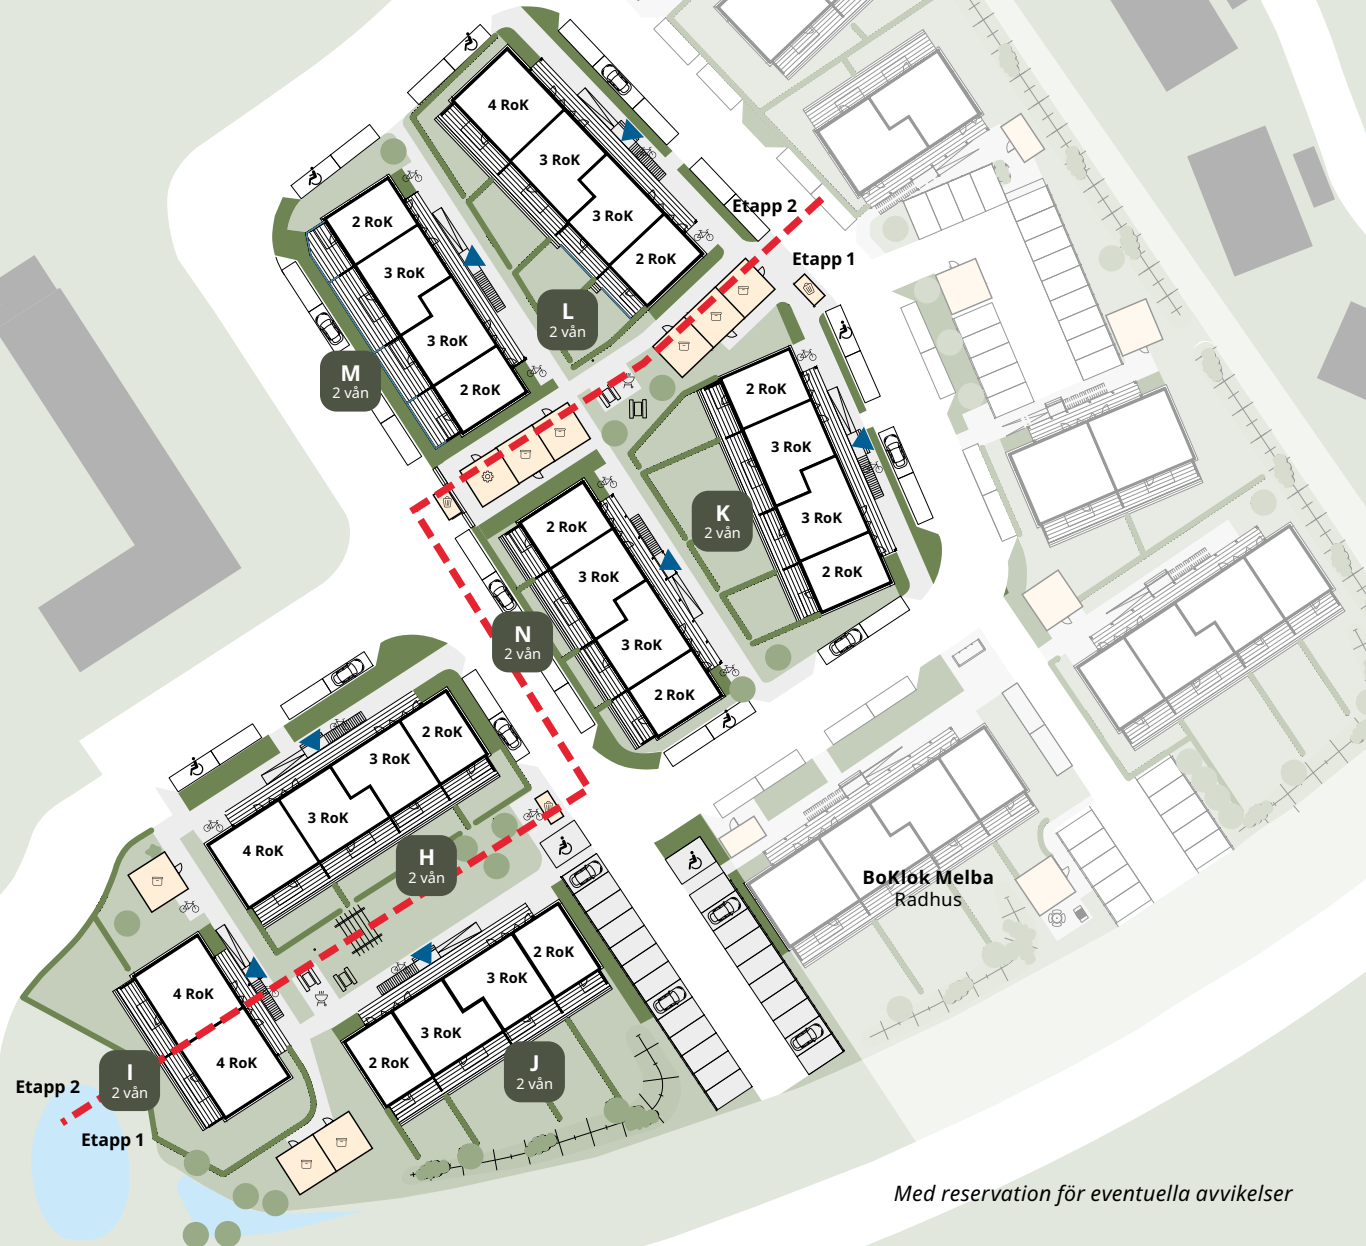 4 RoK
3 RoK
3 RoK
2 RoK
L
2 vån
2 RoK
3 RoK
3 RoK
2 RoK
M
2 vån
Etapp 2
Etapp 1
2 RoK
3 RoK
3 RoK
2 RoK
K
2 vån
2 RoK
3 RoK
3 RoK
2 RoK
N
2 vån
2 RoK
3 RoK
3 RoK
4 RoK
H
2 vån
BoKlok Melba
Radhus
4 RoK
4 RoK
I
2 vån
2 RoK
3 RoK
3 RoK
2 RoK
J
2 vån
Etapp 2
Etapp 1
Med reservation för eventuella avvikelser